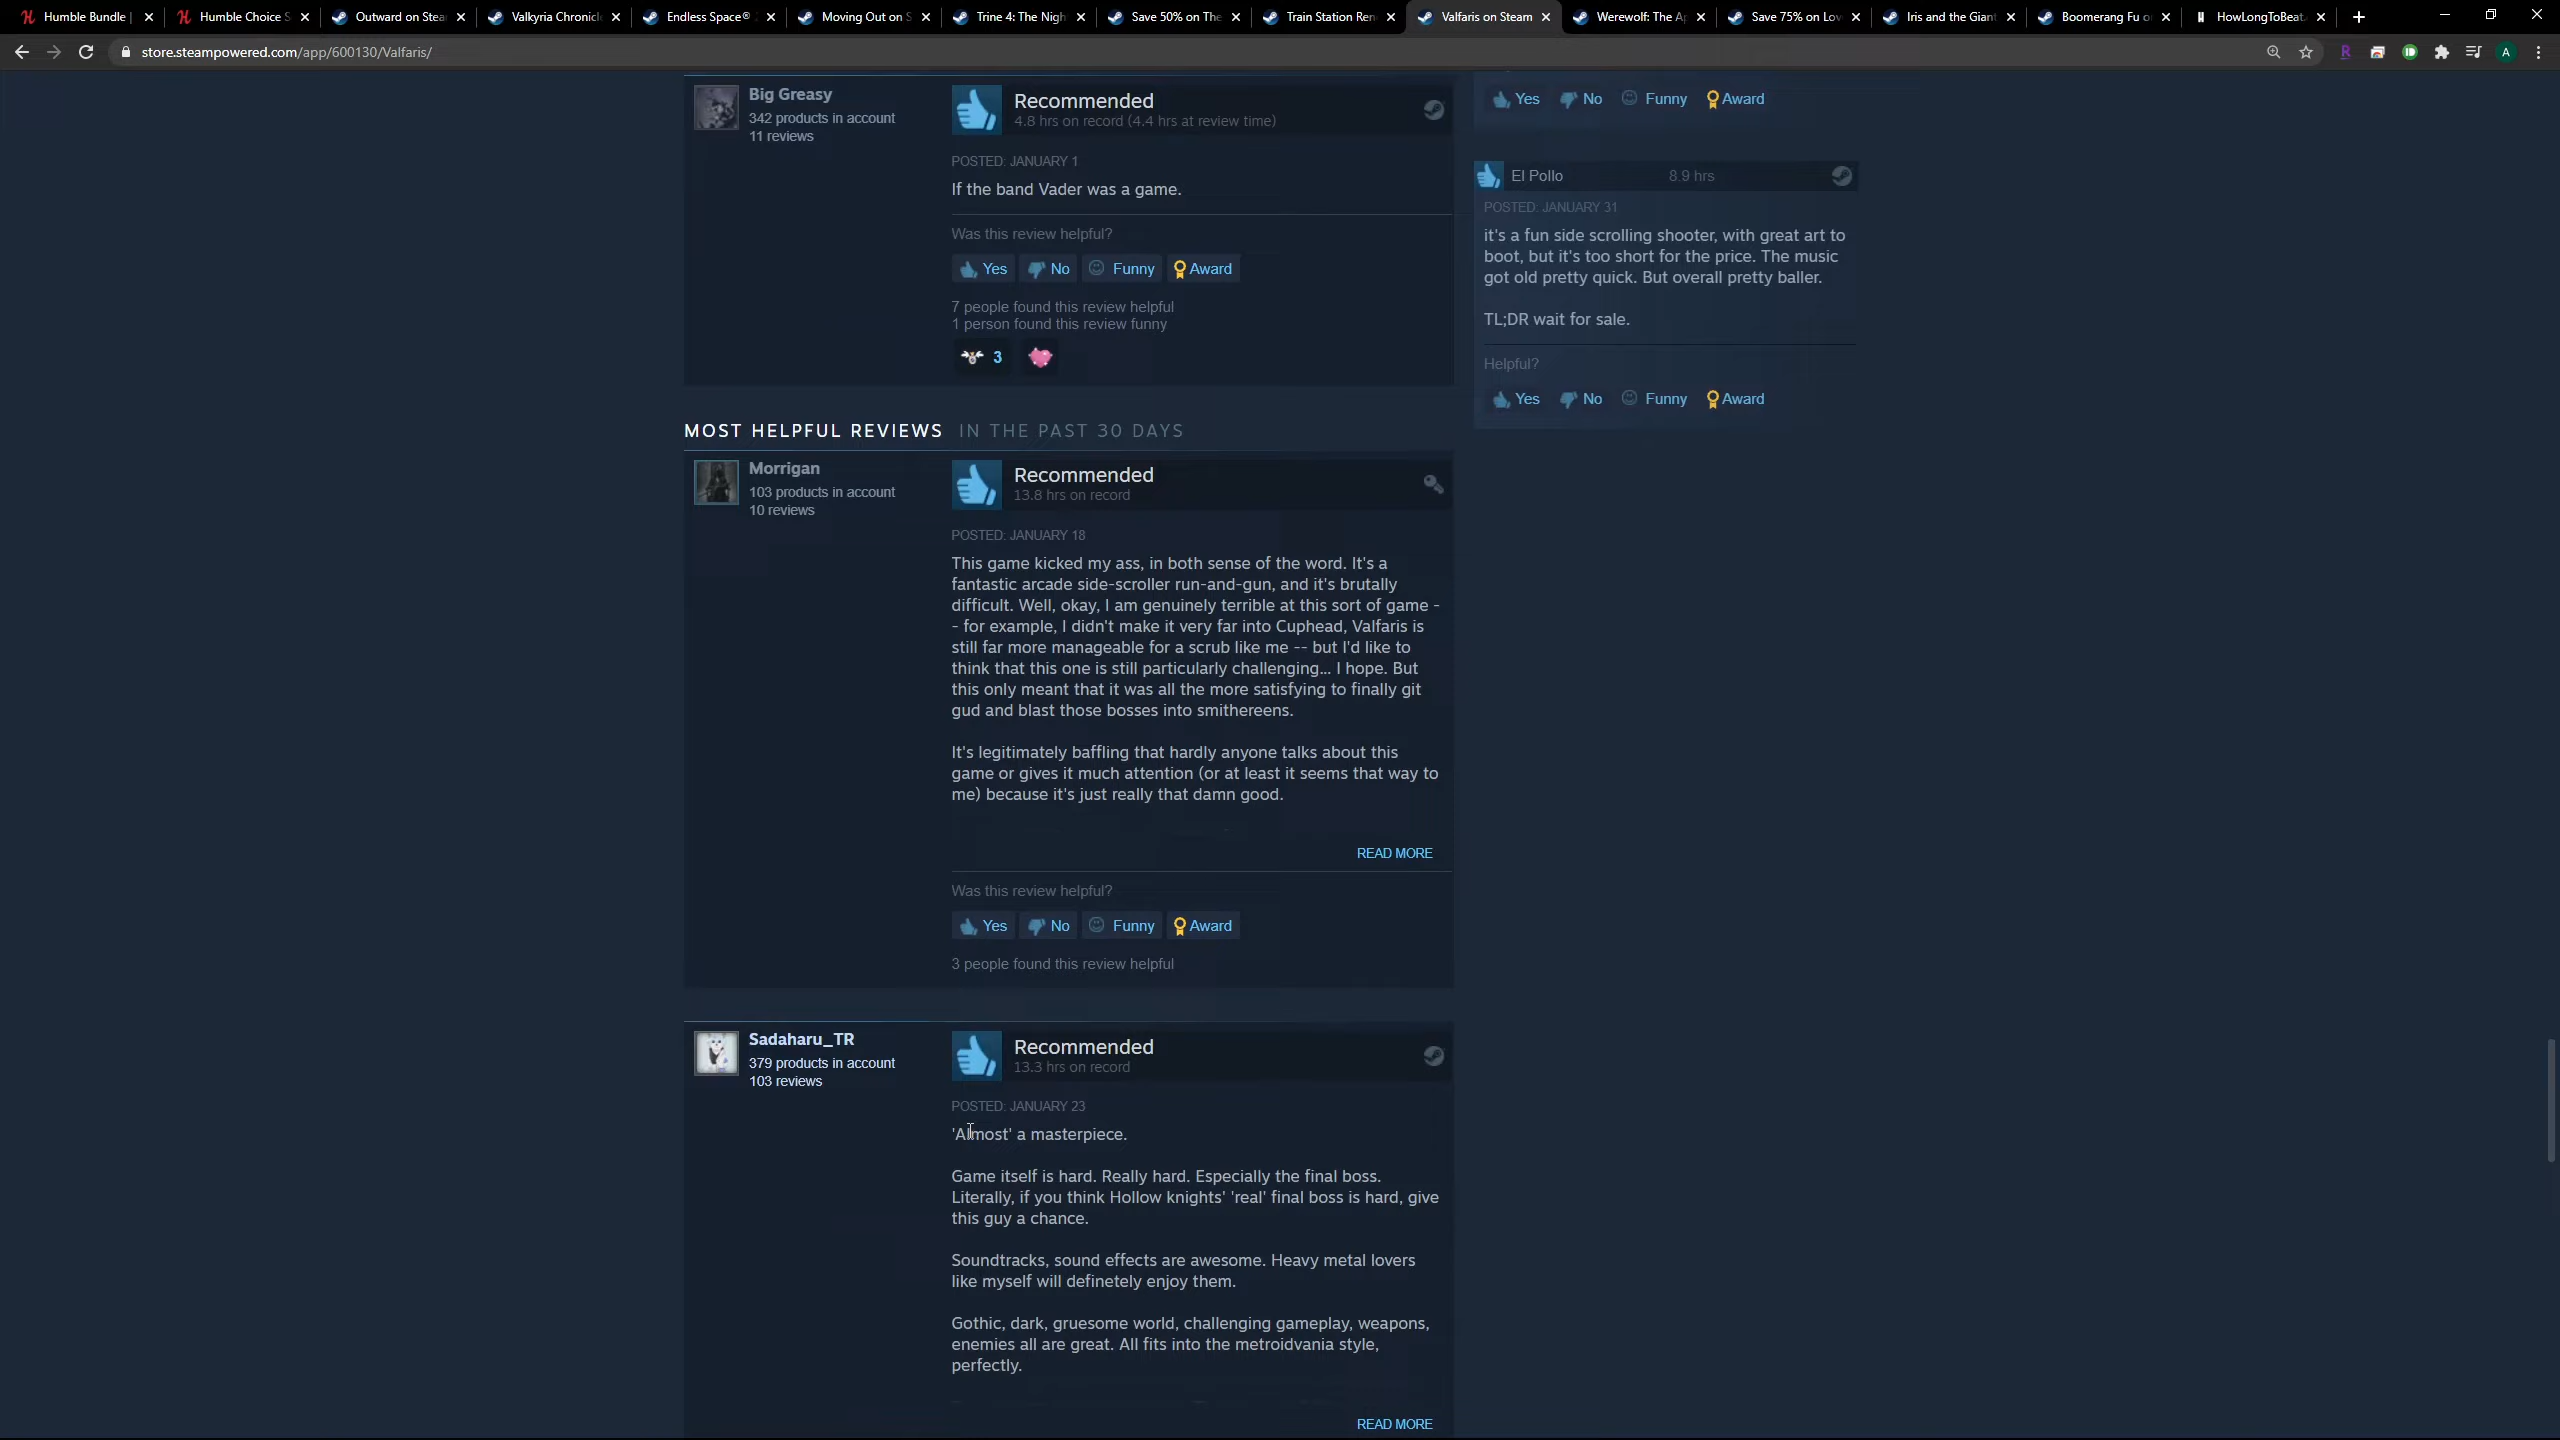 Humble Bundle |
Humble Choice S
Outward on Stea
Valkyria Chronicl
Endless Space®
Moving Out on S
Trine 4: The Nigh
Save 50% on The
Train Station Ren
Valfaris on Steam
Werewolf: The Ap
Save 75% on Lov
Iris and the Giant
Boomerang Fu o
HowLongToBeat.
store.steampowered.com/app/600130/Valfaris/
R
A
Big Greasy
342 products in account
11 reviews
Recommended
4.8 hrs on record (4.4 hrs at review time)
POSTED: JANUARY 1
If the band Vader was a game.
Was this review helpful?
Yes No Funny Award
7 people found this review helpful
1 person found this review funny
3
Yes No Funny Award
El Pollo 8.9 hrs
POSTED: JANUARY 31
it's a fun side scrolling shooter, with great art to
boot, but it's too short for the price. The music
got old pretty quick. But overall pretty baller.
TL;DR wait for sale.
Helpful?
Yes No Funny Award
MOST HELPFUL REVIEWS IN THE PAST 30 DAYS
Morrigan
103 products in account
10 reviews
Recommended
13.8 hrs on record
POSTED: JANUARY 18
This game kicked my ass, in both sense of the word. It's a
fantastic arcade side-scroller run-and-gun, and it's brutally
difficult. Well, okay, I am genuinely terrible at this sort of game -
- for example, I didn't make it very far into Cuphead, Valfaris is
still far more manageable for a scrub like me -- but I'd like to
think that this one is still particularly challenging... I hope. But
this only meant that it was all the more satisfying to finally git
gud and blast those bosses into smithereens.
It's legitimately baffling that hardly anyone talks about this
game or gives it much attention (or at least it seems that way to
me) because it's just really that damn good.
READ MORE
Was this review helpful?
Yes No Funny Award
3 people found this review helpful
Sadaharu_TR
379 products in account
103 reviews
Recommended
13.3 hrs on record
POSTED: JANUARY 23
'Almost' a masterpiece.
Game itself is hard. Really hard. Especially the final boss.
Literally, if you think Hollow knights' 'real' final boss is hard, give
this guy a chance.
Soundtracks, sound effects are awesome. Heavy metal lovers
like myself will definetely enjoy them.
Gothic, dark, gruesome world, challenging gameplay, weapons,
enemies all are great. All fits into the metroidvania style,
perfectly.
READ MORE